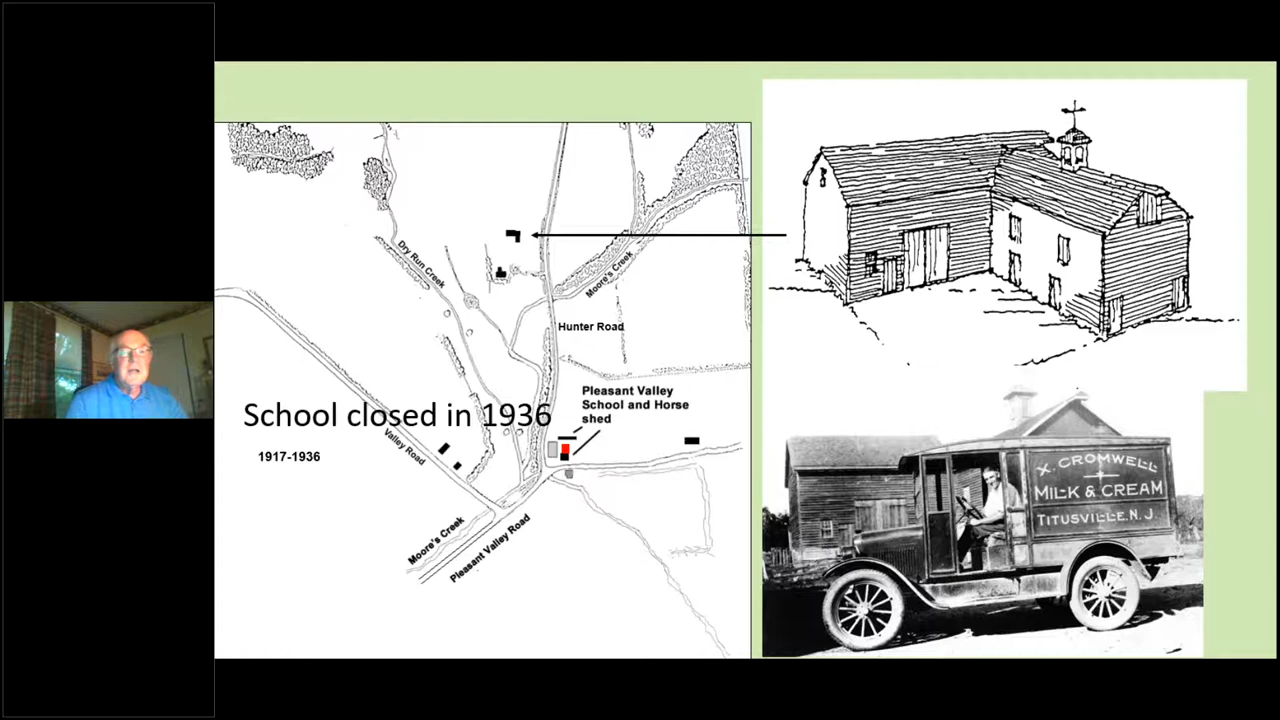 Dry Run Creek
Moore's Creek
Hunter Road
Pleasant Valley
School and Horse
shed
School closed in 1936
Valley Road
1917-1936
Moore's Creek
Pleasant Valley Road
X. CROMWELL
MILK & CREAM
TITUSVILLE. N. J.